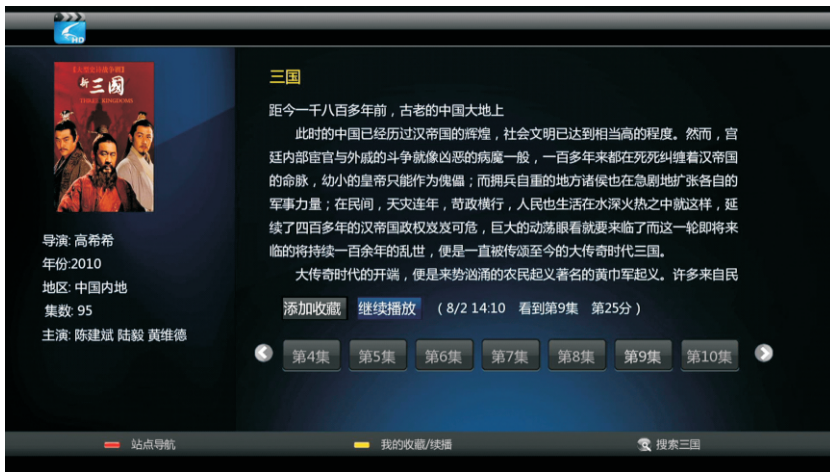 HD
【大型史诗战争剧】
新三國
THREE KINGDOMS
导演: 高希希
年份:2010
地区: 中国内地
集数: 95
主演: 陈建斌 陆毅 黄维德
三国
距今一千八百多年前，古老的中国大地上
此时的中国已经历过汉帝国的辉煌，社会文明已达到相当高的程度。然而，宫
廷内部宦官与外戚的斗争就像凶恶的病魔一般，一百多年来都在死死纠缠着汉帝国
的命脉，幼小的皇帝只能作为傀儡；而拥兵自重的地方诸侯也在急剧地扩张各自的
军事力量；在民间，天灾连年，苛政横行，人民也生活在水深火热之中就这样，延
续了四百多年的汉帝国政权岌岌可危，巨大的动荡眼看就要来临了而这一轮即将来
临的将持续一百余年的乱世，便是一直被传颂至今的大传奇时代三国。
大传奇时代的开端，便是来势汹涌的农民起义著名的黄巾军起义。许多来自民
添加收藏 继续播放 （8/2 14:10 看到第9集 第25分）
第4集 第5集 第6集 第7集 第8集 第9集 第10集
站点导航 我的收藏/续播 搜索三国